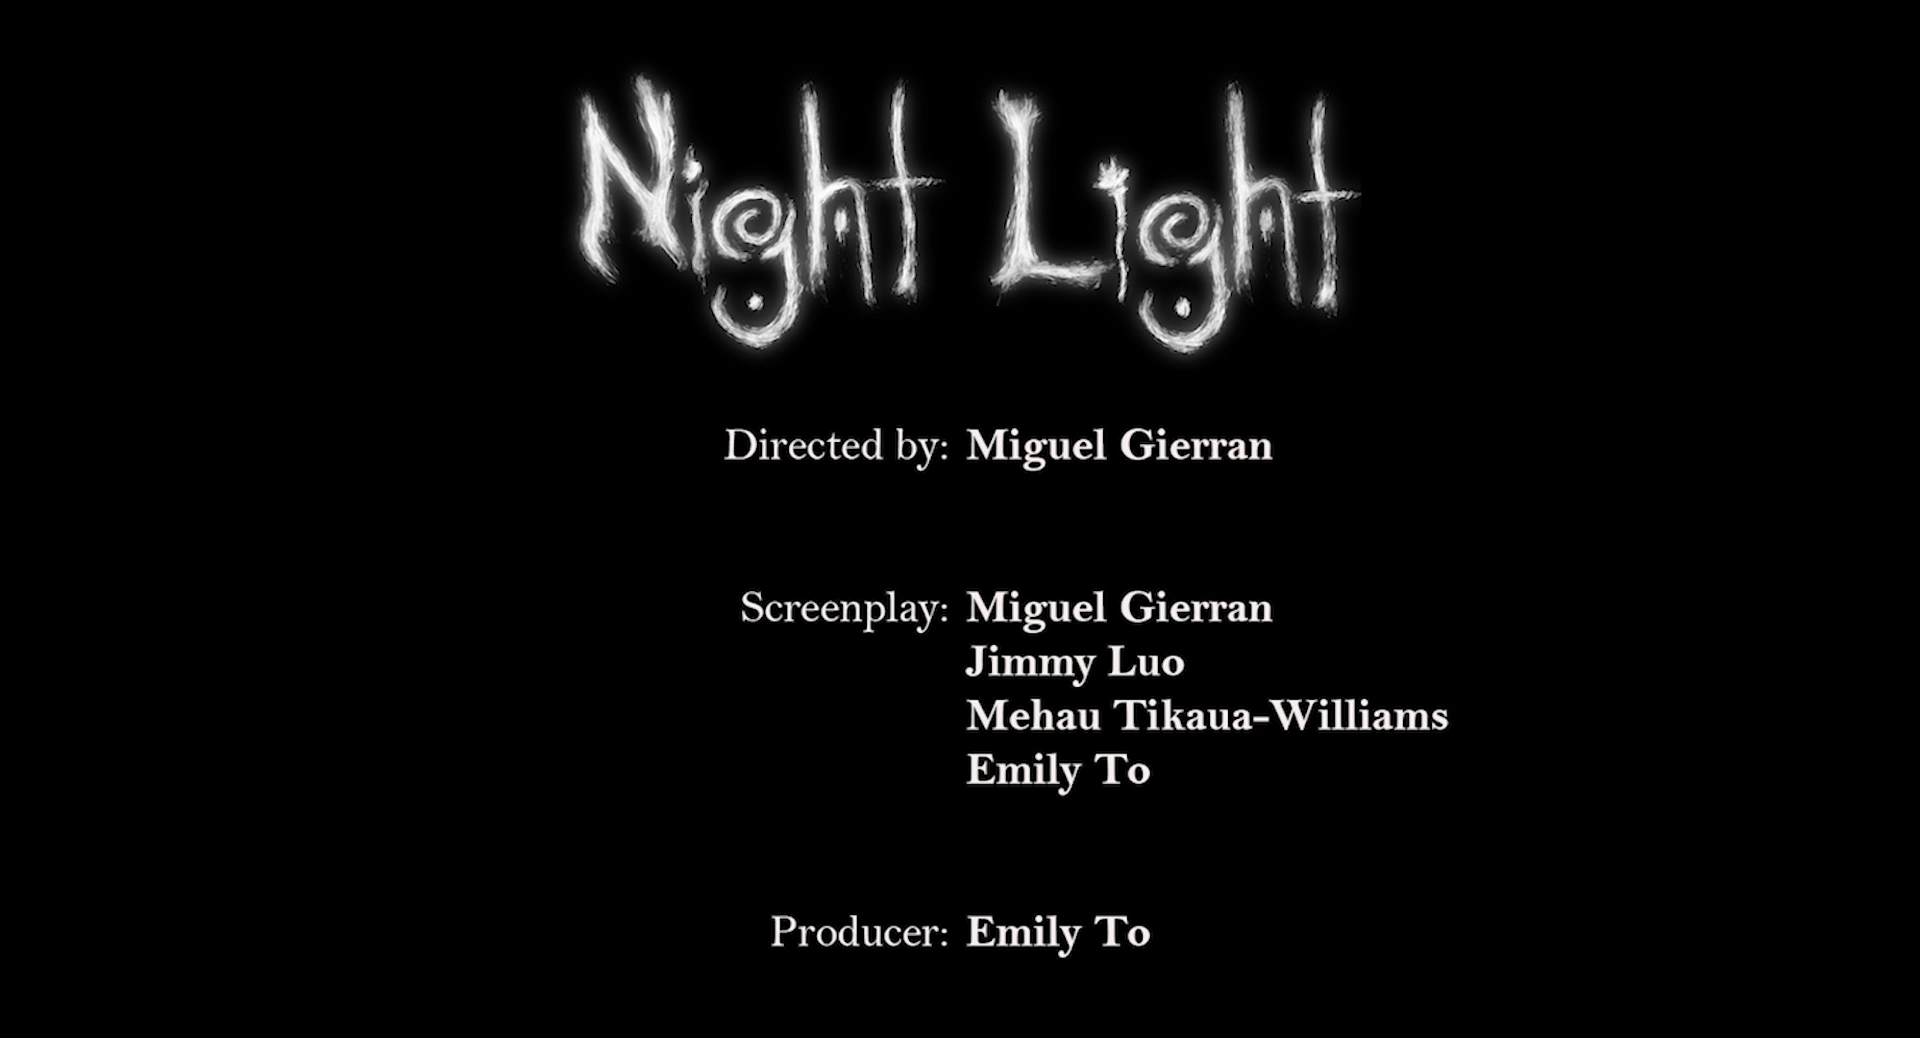 Night Light
Directed by: Miguel Gierran
Screenplay: Miguel Gierran
Jimmy Luo
Mehau Tikaua-Williams
Emily To
Producer: Emily To